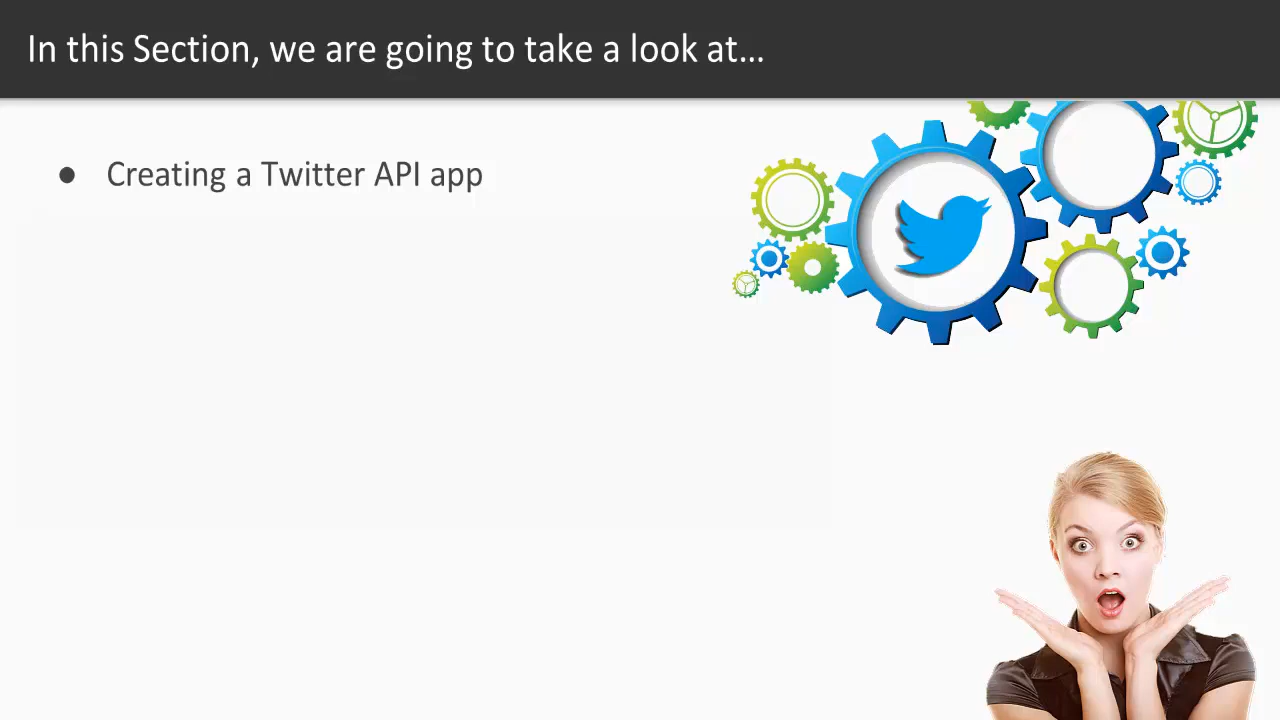 In this Section, we are going to take a look at...
● Creating a Twitter API app